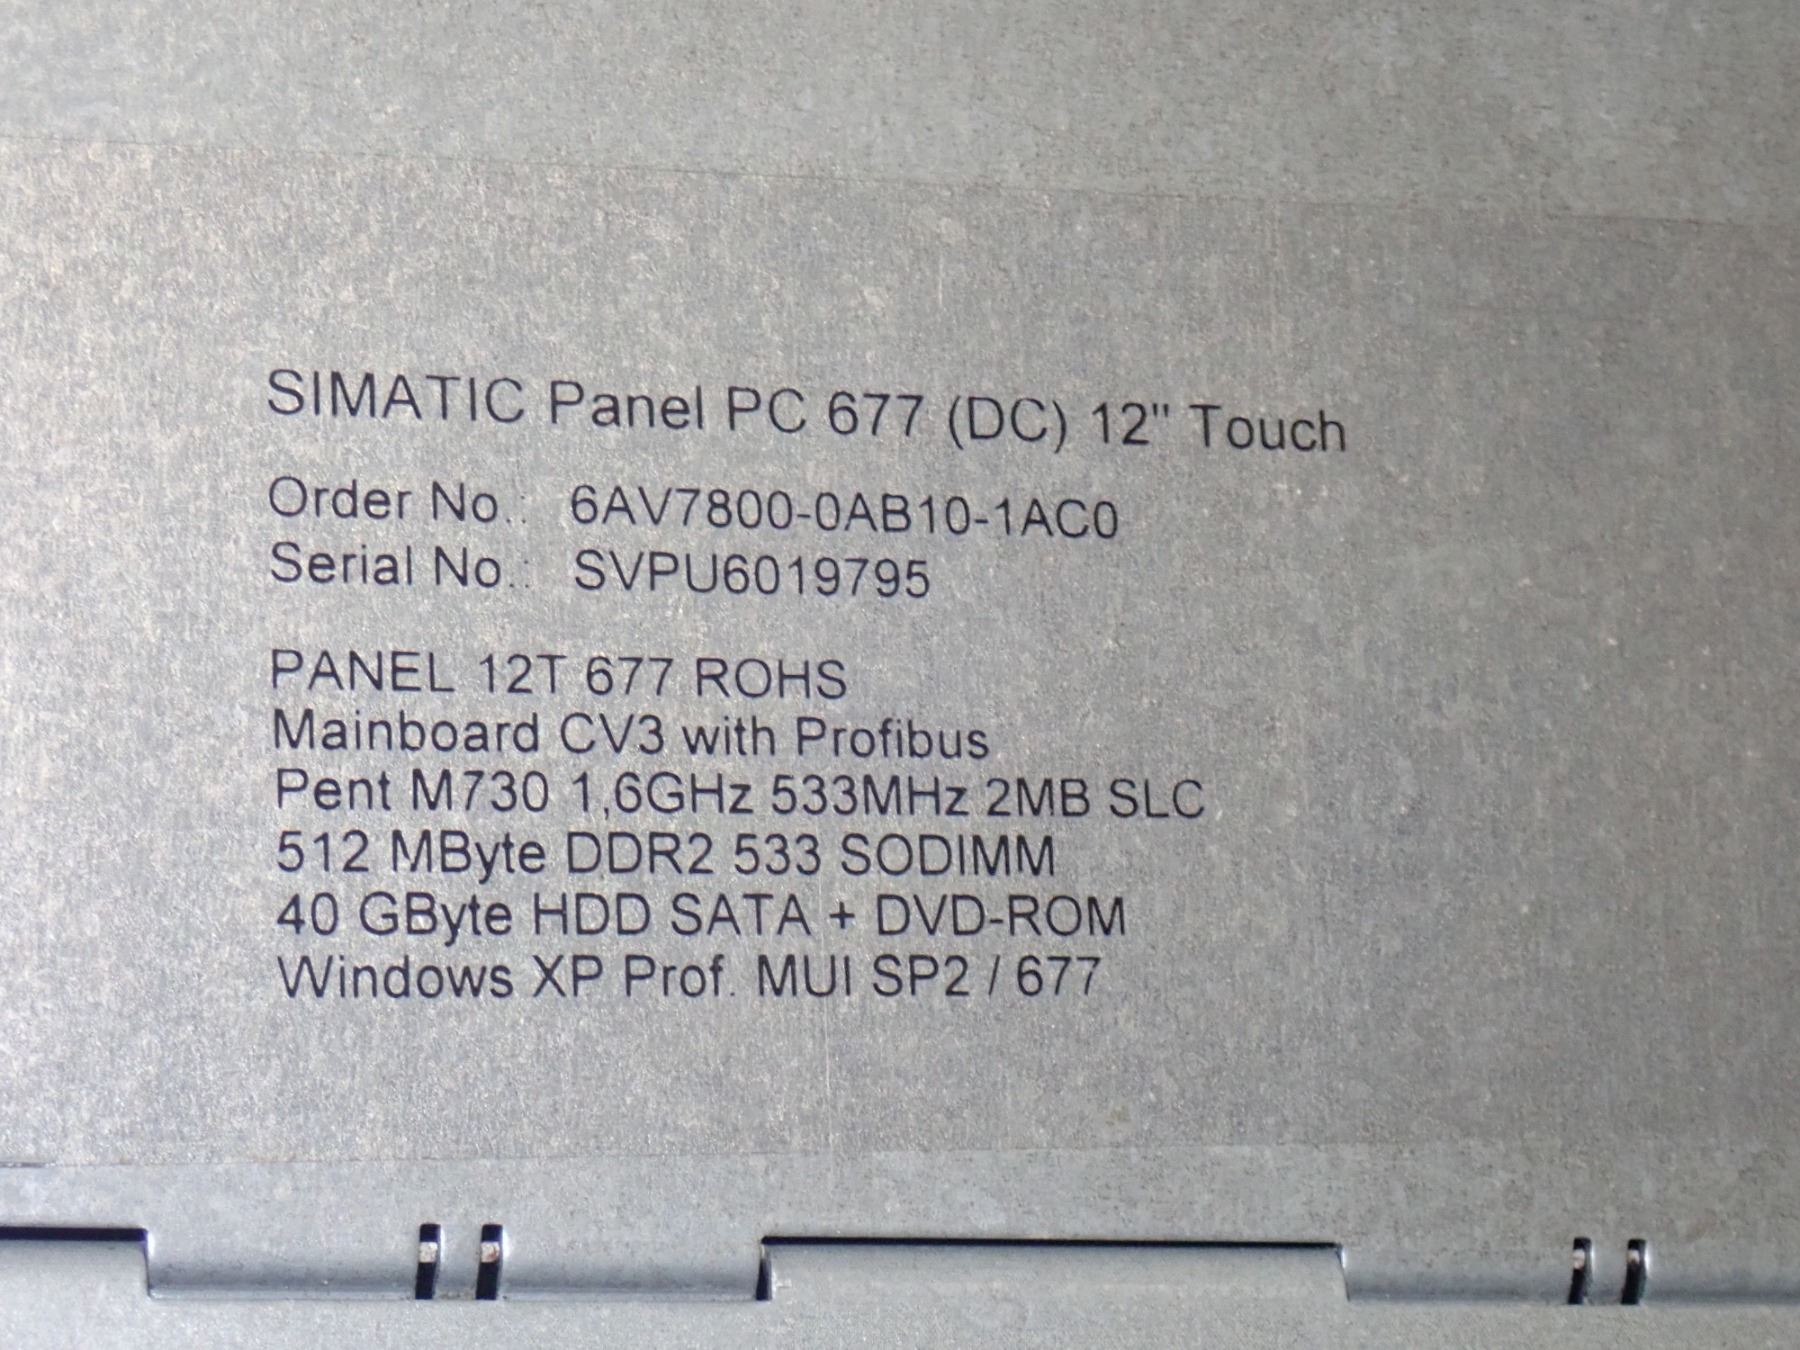 SIMATIC Panel PC 677 (DC) 12" Touch
Order No.: 6AV7800-0AB10-1AC0
Serial No.: SVPU6019795
PANEL 12T 677 ROHS
Mainboard CV3 with Profibus
Pent M730 1,6GHz 533MHz 2MB SLC
512 MByte DDR2 533 SODIMM
40 GByte HDD SATA + DVD-ROM
Windows XP Prof. MUI SP2 / 677